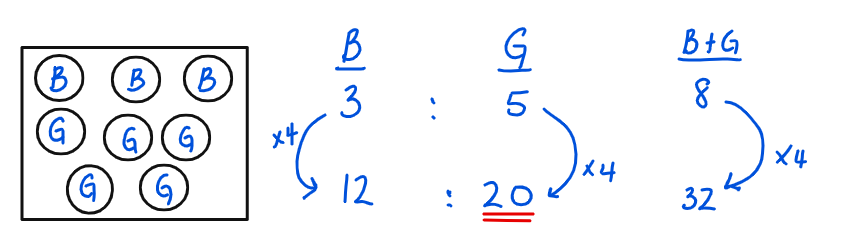 B B B
G G G
G G
B G B+G
3 : 5 8
x4 x4 x4
12 : 20 32